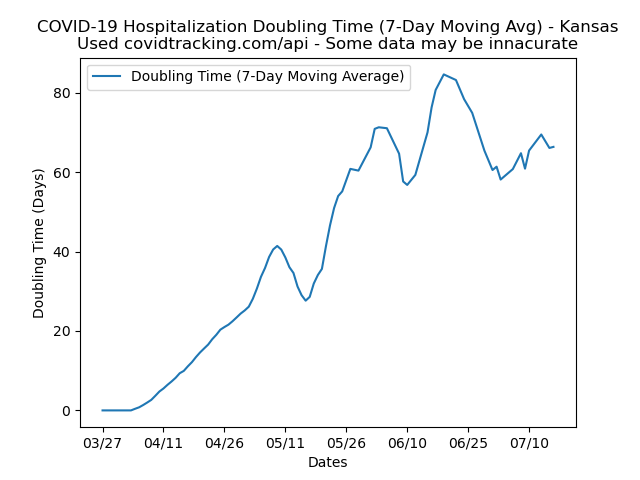 COVID-19 Hospitalization Doubling Time (7-Day Moving Avg) - Kansas
Used covidtracking.com/api - Some data may be innacurate
Doubling Time (7-Day Moving Average)
Doubling Time (Days)
80
60
40
20
0
03/27 04/11 04/26 05/11 05/26 06/10 06/25 07/10
Dates